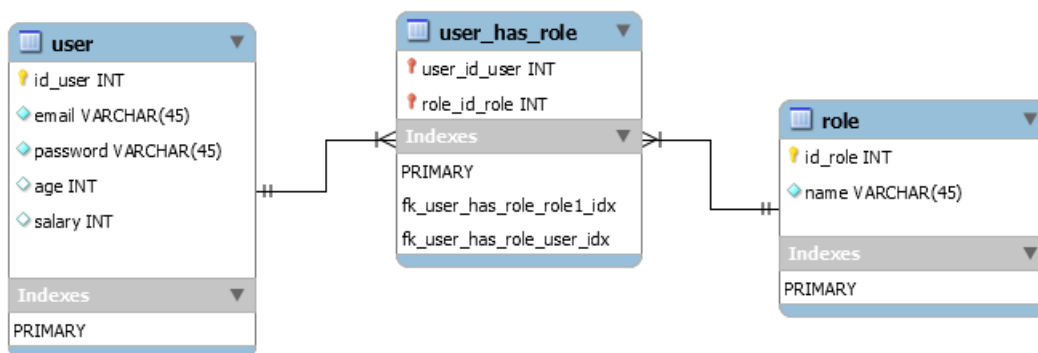 user
id_user INT
email VARCHAR(45)
password VARCHAR(45)
age INT
salary INT
Indexes
PRIMARY
user_has_role
user_id_user INT
role_id_role INT
Indexes
PRIMARY
fk_user_has_role_role1_idx
fk_user_has_role_user_idx
role
id_role INT
name VARCHAR(45)
Indexes
PRIMARY